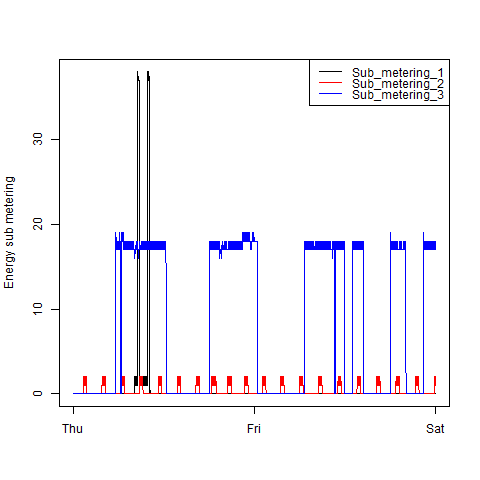 Sub_metering_1
Sub_metering_2
Sub_metering_3
Energy sub metering
30
20
10
0
Thu
Fri
Sat